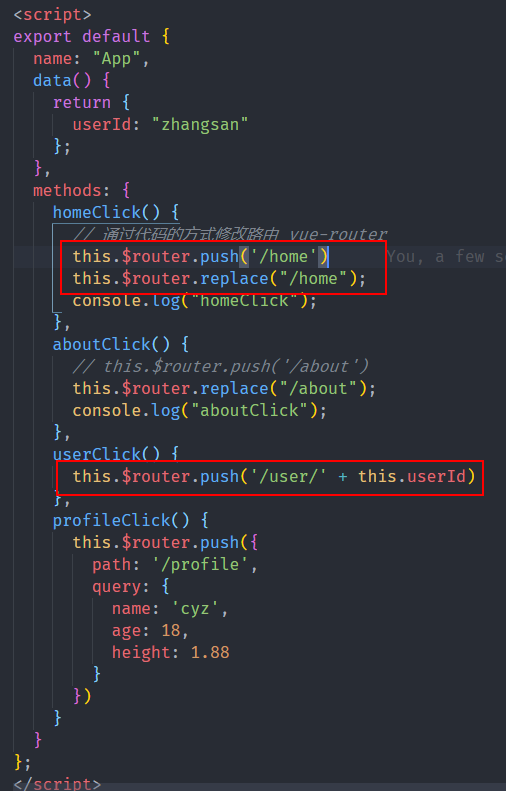 <script>
export default {
name: "App",
data() {
return {
userId: "zhangsan"
};
},
methods: {
homeClick() {
// 通过代码的方式修改路由 vue-router
this.$router.push('/home') You, a few s
this.$router.replace("/home");
console.log("homeClick");
},
aboutClick() {
// this.$router.push('/about')
this.$router.replace("/about");
console.log("aboutClick");
},
userClick() {
this.$router.push('/user/' + this.userId)
},
profileClick() {
this.$router.push({
path: '/profile',
query: {
name: 'cyz',
age: 18,
height: 1.88
}
})
}
}
};
</script>